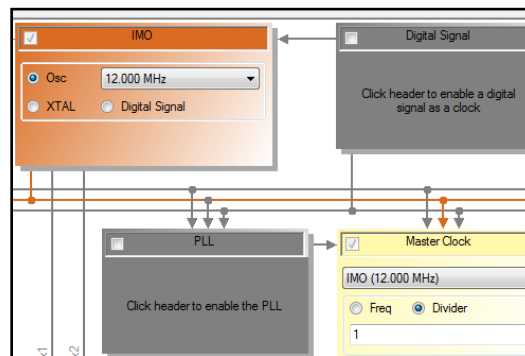 IMO
Osc
12.000 MHz
XTAL
Digital Signal
Digital Signal
Click header to enable a digital
signal as a clock
PLL
Click header to enable the PLL
Master Clock
IMO (12.000 MHz)
Freq
Divider
1
x2